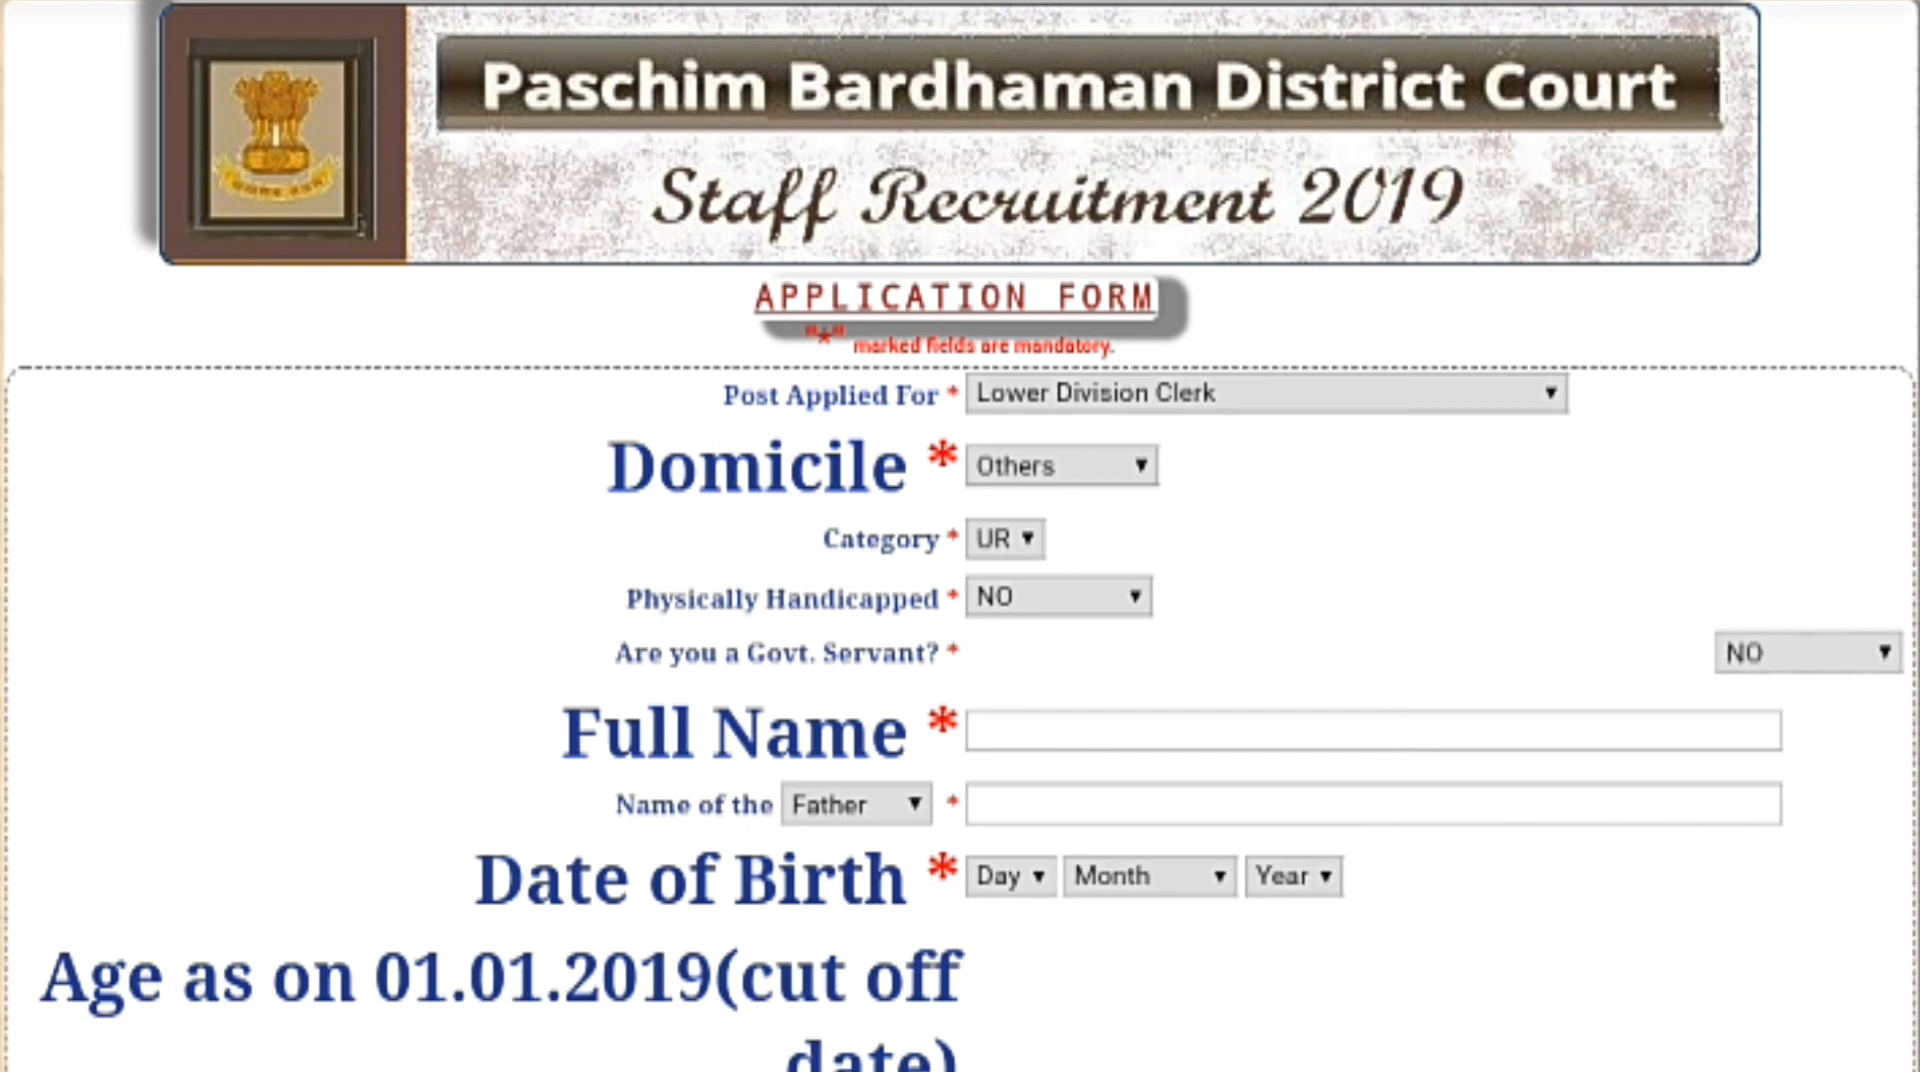 Paschim Bardhaman District Court
Staff Recruitment 2019
APPLICATION FORM
"*" marked fields are mandatory.
Post Applied For * Lower Division Clerk
Domicile * Others
Category * UR
Physically Handicapped * NO
Are you a Govt. Servant? * NO
Full Name *
Name of the Father *
Date of Birth * Day Month Year
Age as on 01.01.2019(cut off
date)